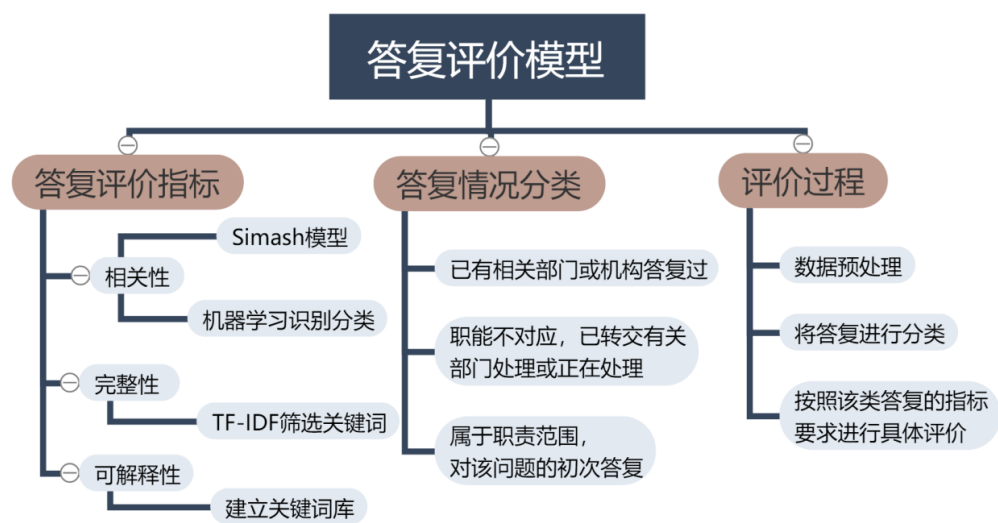 答复评价模型
答复评价指标
Simash模型
相关性
机器学习识别分类
完整性
TF-IDF筛选关键词
可解释性
建立关键词库
答复情况分类
已有相关部门或机构答复过
职能不对应，已转交有关
部门处理或正在处理
属于职责范围，
对该问题的初次答复
评价过程
数据预处理
将答复进行分类
按照该类答复的指标
要求进行具体评价